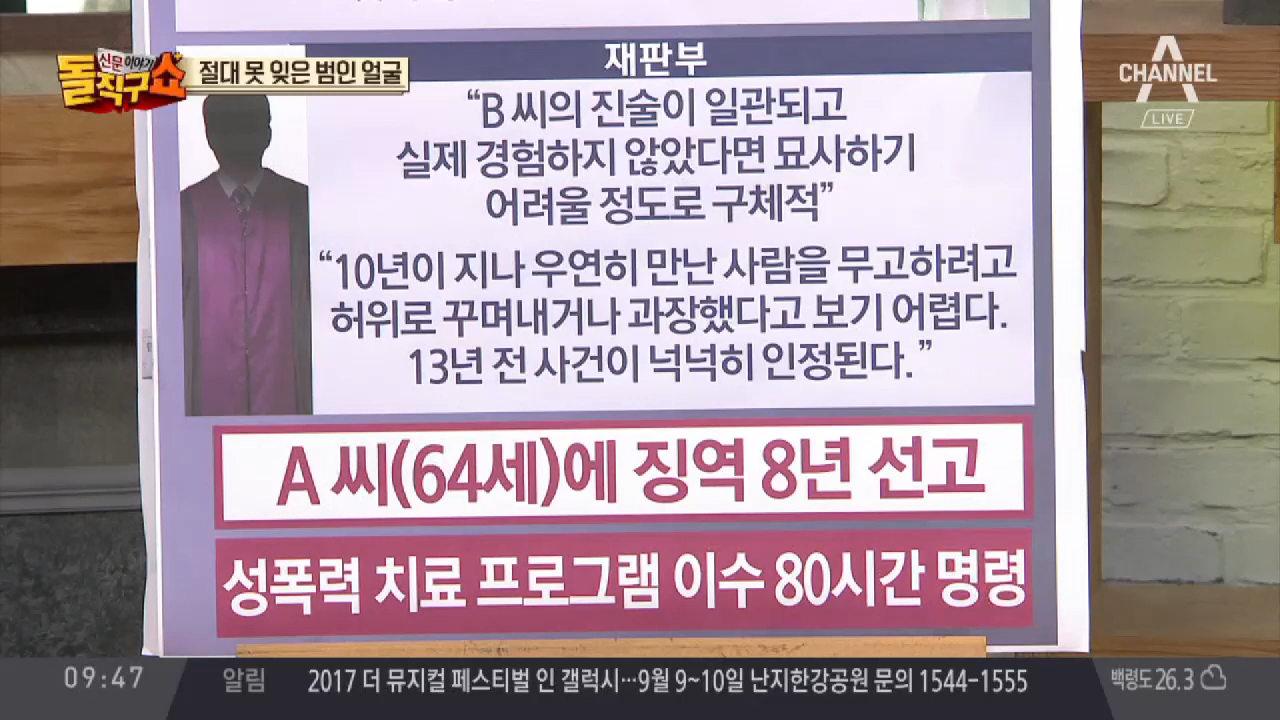 신문이야기
돌직구쇼
절대 못 잊은 범인 얼굴
CHANNEL A
LIVE
재판부
“B 씨의 진술이 일관되고
실제 경험하지 않았다면 묘사하기
어려울 정도로 구체적”
“10년이 지나 우연히 만난 사람을 무고하려고
허위로 꾸며내거나 과장했다고 보기 어렵다.
13년 전 사건이 넉넉히 인정된다.”
A 씨(64세)에 징역 8년 선고
성폭력 치료 프로그램 이수 80시간 명령
09:47
알림
2017 더 뮤지컬 페스티벌 인 갤럭시…9월 9~10일 난지한강공원 문의 1544-1555
백령도 26.3